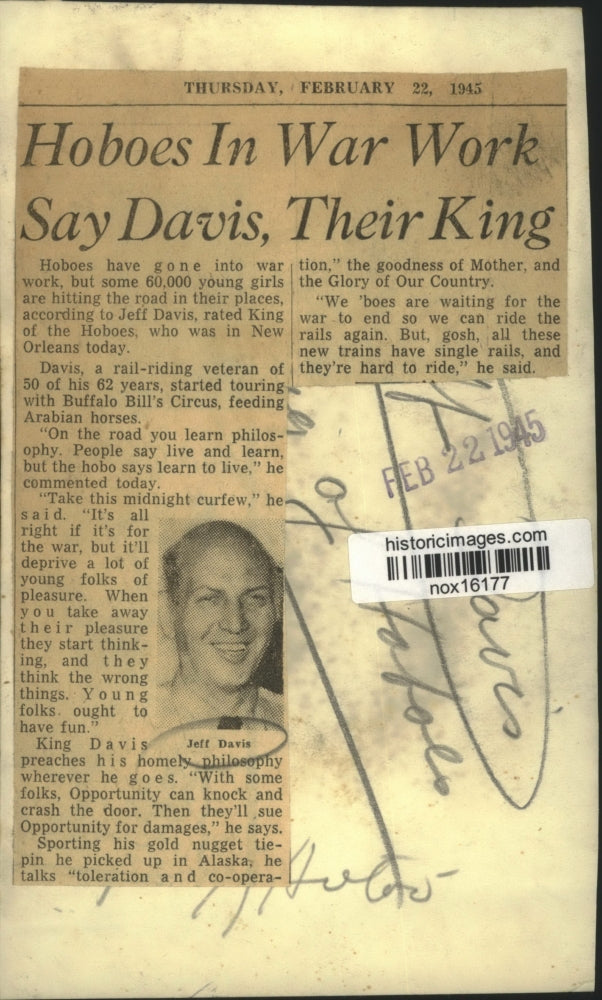 THURSDAY, FEBRUARY 22, 1945
Hoboes In War Work
Say Davis, Their King
Hoboes have gone into war
work, but some 60,000 young girls
are hitting the road in their places,
according to Jeff Davis, rated King
of the Hoboes, who was in New
Orleans today.
Davis, a rail-riding veteran of
50 of his 62 years, started touring
with Buffalo Bill's Circus, feeding
Arabian horses.
"On the road you learn philos-
ophy. People say live and learn,
but the hobo says learn to live," he
commented today.
"Take this midnight curfew," he
said. "It's all
right if it's for
the war, but it'll
deprive a lot of
young folks of
pleasure. When
you take away
their pleasure
they start think-
ing, and they
think the wrong
things. Young
folks ought to
have fun."
King Davis
Jeff Davis
preaches his homely philosophy
wherever he goes. "With some
folks, Opportunity can knock and
crash the door. Then they'll sue
Opportunity for damages," he says.
Sporting his gold nugget tie-
pin he picked up in Alaska, he
talks "toleration and co-opera-
tion," the goodness of Mother, and
the Glory of Our Country.
"We 'boes are waiting for the
war to end so we can ride the
rails again. But, gosh, all these
new trains have single rails, and
they're hard to ride," he said.
FEB 22 1945
historicimages.com
nox16177
Davis
of
Hobo